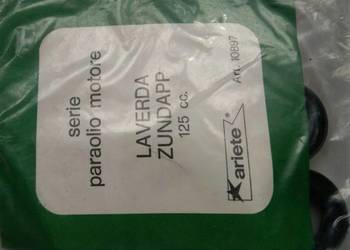 serie
paraolio motore
LAVERDA
ZUNDAPP
125 cc.
ariete
Art. 10897